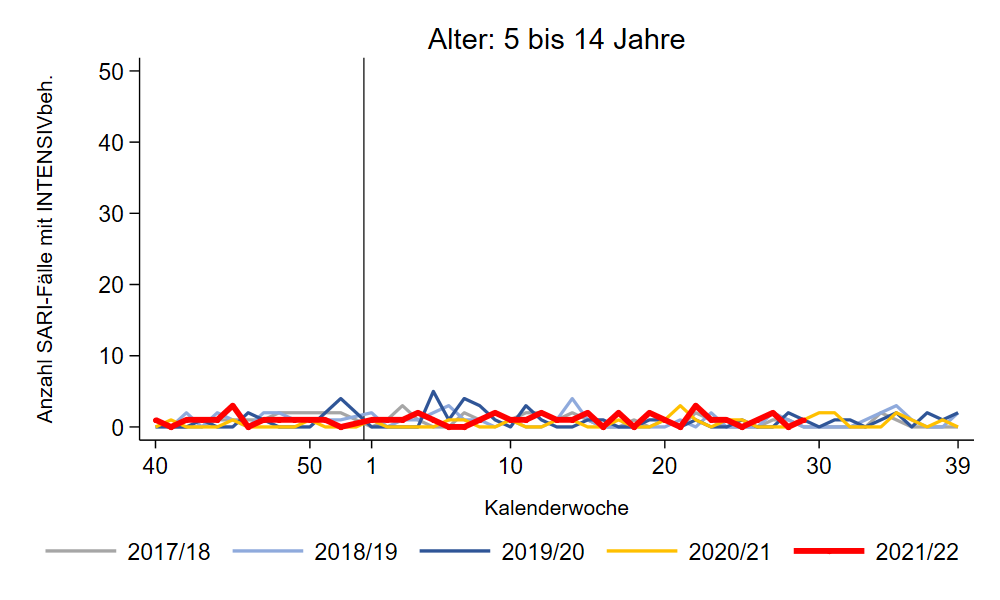 Alter: 5 bis 14 Jahre
Anzahl SARI-Fälle mit INTENSIVbeh.
50
40
30
20
10
0
40 50 1 10 20 30 39
Kalenderwoche
2017/18 2018/19 2019/20 2020/21 2021/22